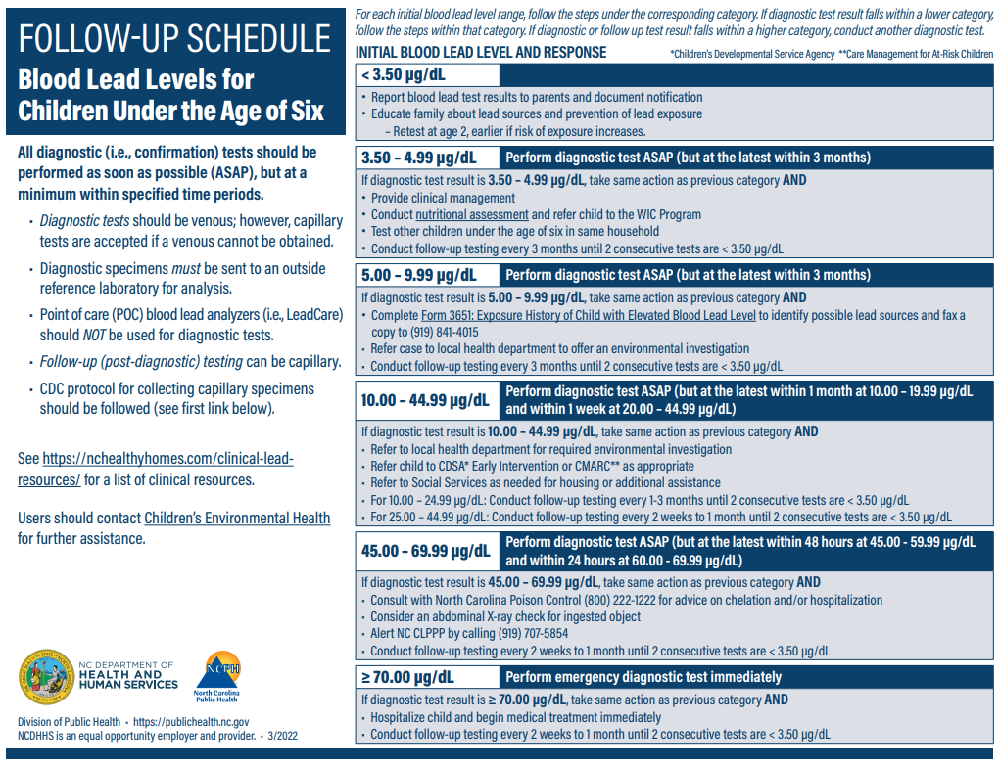 FOLLOW-UP SCHEDULE
Blood Lead Levels for
Children Under the Age of Six
All diagnostic (i.e., confirmation) tests should be
performed as soon as possible (ASAP), but at a
minimum within specified time periods.
• Diagnostic tests should be venous; however, capillary
tests are accepted if a venous cannot be obtained.
• Diagnostic specimens must be sent to an outside
reference laboratory for analysis.
• Point of care (POC) blood lead analyzers (i.e., LeadCare)
should NOT be used for diagnostic tests.
• Follow-up (post-diagnostic) testing can be capillary.
• CDC protocol for collecting capillary specimens
should be followed (see first link below).
See https://nchealthyhomes.com/clinical-lead-
resources/ for a list of clinical resources.
Users should contact Children's Environmental Health
for further assistance.
NC DEPARTMENT OF
HEALTH AND
HUMAN SERVICES
NCPH
North Carolina
Public Health
Division of Public Health • https://publichealth.nc.gov
NCDHHS is an equal opportunity employer and provider. • 3/2022
For each initial blood lead level range, follow the steps under the corresponding category. If diagnostic test result falls within a lower category,
follow the steps within that category. If diagnostic or follow up test result falls within a higher category, conduct another diagnostic test.
INITIAL BLOOD LEAD LEVEL AND RESPONSE *Children's Developmental Service Agency **Care Management for At-Risk Children
< 3.50 µg/dL
• Report blood lead test results to parents and document notification
• Educate family about lead sources and prevention of lead exposure
– Retest at age 2, earlier if risk of exposure increases.
3.50 – 4.99 µg/dL Perform diagnostic test ASAP (but at the latest within 3 months)
If diagnostic test result is 3.50 – 4.99 µg/dL, take same action as previous category AND
• Provide clinical management
• Conduct nutritional assessment and refer child to the WIC Program
• Test other children under the age of six in same household
• Conduct follow-up testing every 3 months until 2 consecutive tests are < 3.50 µg/dL
5.00 – 9.99 µg/dL Perform diagnostic test ASAP (but at the latest within 3 months)
If diagnostic test result is 5.00 – 9.99 µg/dL, take same action as previous category AND
• Complete Form 3651: Exposure History of Child with Elevated Blood Lead Level to identify possible lead sources and fax a
copy to (919) 841-4015
• Refer case to local health department to offer an environmental investigation
• Conduct follow-up testing every 3 months until 2 consecutive tests are < 3.50 µg/dL
10.00 – 44.99 µg/dL Perform diagnostic test ASAP (but at the latest within 1 month at 10.00 – 19.99 µg/dL
and within 1 week at 20.00 – 44.99 µg/dL)
If diagnostic test result is 10.00 – 44.99 µg/dL, take same action as previous category AND
• Refer to local health department for required environmental investigation
• Refer child to CDSA* Early Intervention or CMARC** as appropriate
• Refer to Social Services as needed for housing or additional assistance
• For 10.00 – 24.99 µg/dL: Conduct follow-up testing every 1-3 months until 2 consecutive tests are < 3.50 µg/dL
• For 25.00 – 44.99 µg/dL: Conduct follow-up testing every 2 weeks to 1 month until 2 consecutive tests are < 3.50 µg/dL
45.00 – 69.99 µg/dL Perform diagnostic test ASAP (but at the latest within 48 hours at 45.00 - 59.99 µg/dL
and within 24 hours at 60.00 - 69.99 µg/dL)
If diagnostic test result is 45.00 – 69.99 µg/dL, take same action as previous category AND
• Consult with North Carolina Poison Control (800) 222-1222 for advice on chelation and/or hospitalization
• Consider an abdominal X-ray check for ingested object
• Alert NC CLPPP by calling (919) 707-5854
• Conduct follow-up testing every 2 weeks to 1 month until 2 consecutive tests are < 3.50 µg/dL
≥ 70.00 µg/dL Perform emergency diagnostic test immediately
If diagnostic test result is ≥ 70.00 µg/dL, take same action as previous category AND
• Hospitalize child and begin medical treatment immediately
• Conduct follow-up testing every 2 weeks to 1 month until 2 consecutive tests are < 3.50 µg/dL